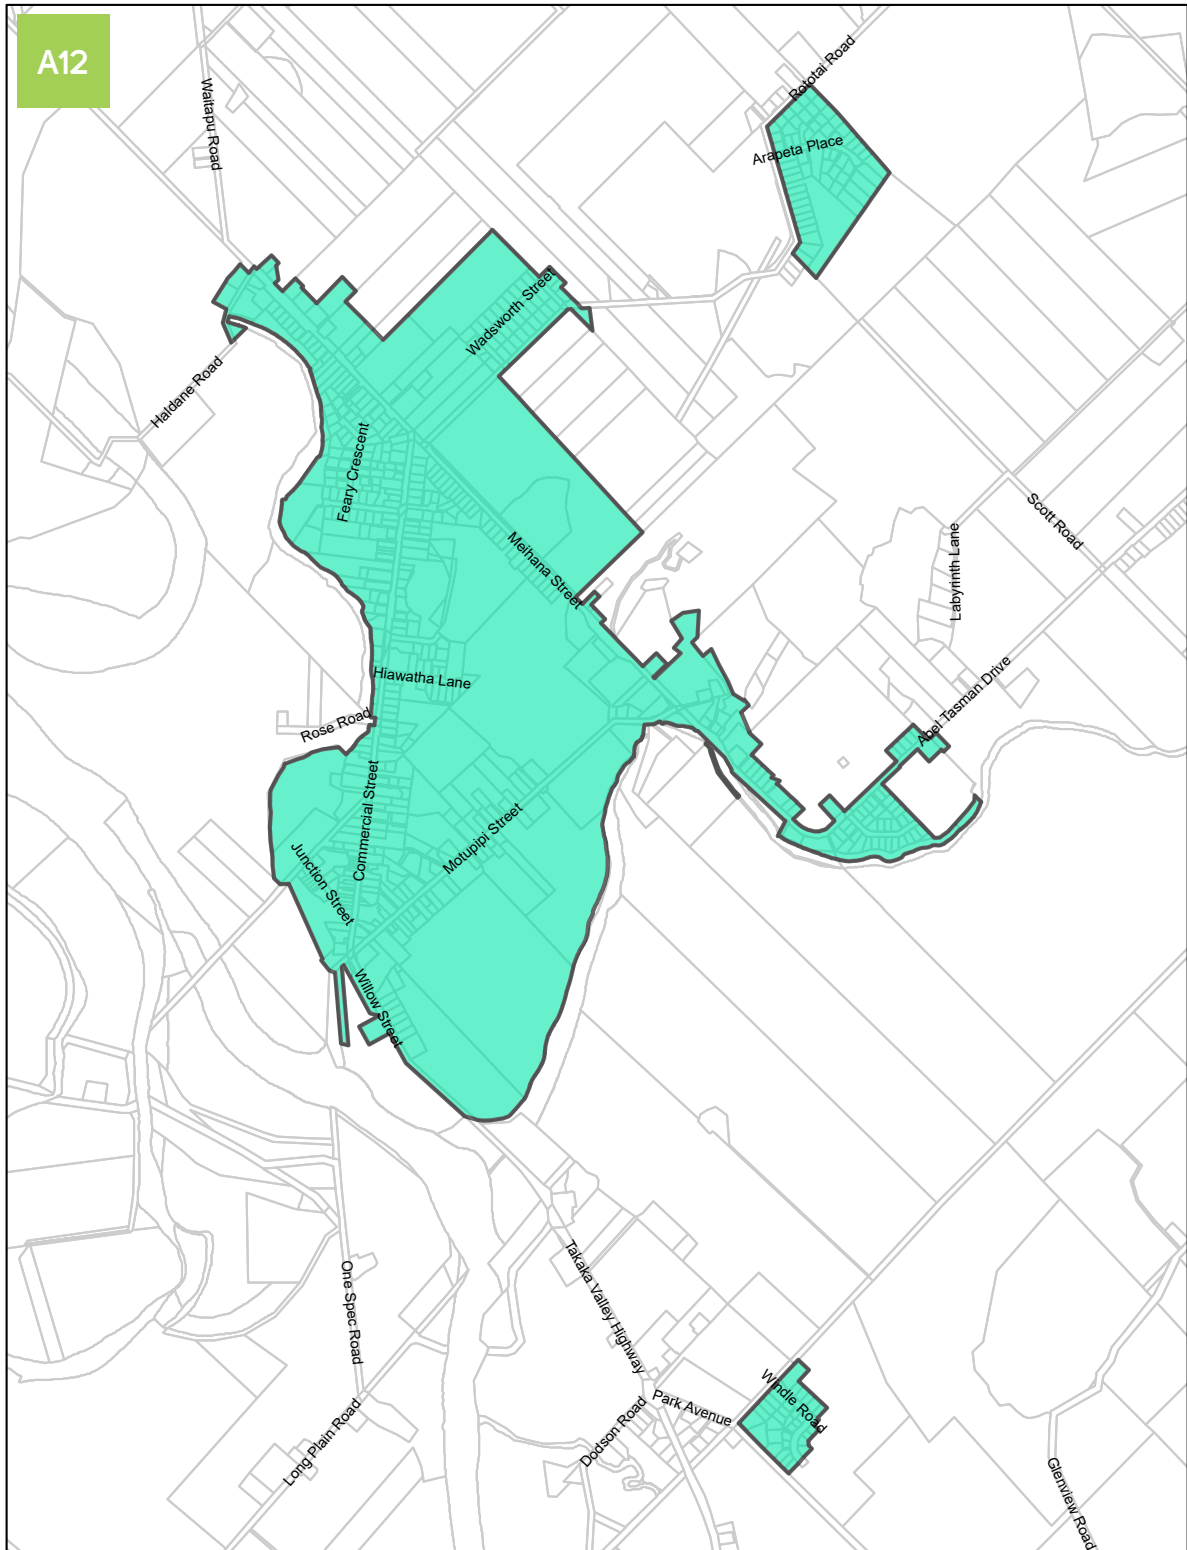 A12
Rototai Road
Waitapu Road
Arapeta Place
Wadsworth Street
Haldane Road
Feary Crescent
Scott Road
Meihana Street
Labyrinth Lane
Hiawatha Lane
Abel Tasman Drive
Rose Road
Commercial Street
Motupipi Street
Junction Street
Willow Street
Takaka Valley Highway
One Spec Road
Windle Road
Park Avenue
Dodson Road
Long Plain Road
Glenview Road